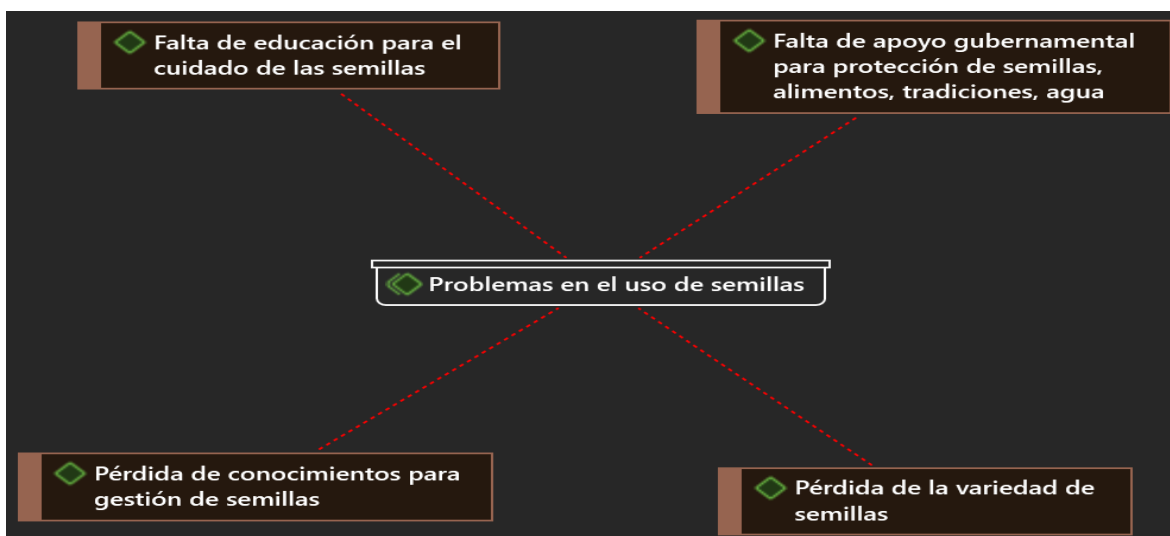 Falta de educación para el
cuidado de las semillas
Falta de apoyo gubernamental
para protección de semillas,
alimentos, tradiciones, agua
Problemas en el uso de semillas
Pérdida de conocimientos para
gestión de semillas
Pérdida de la variedad de
semillas